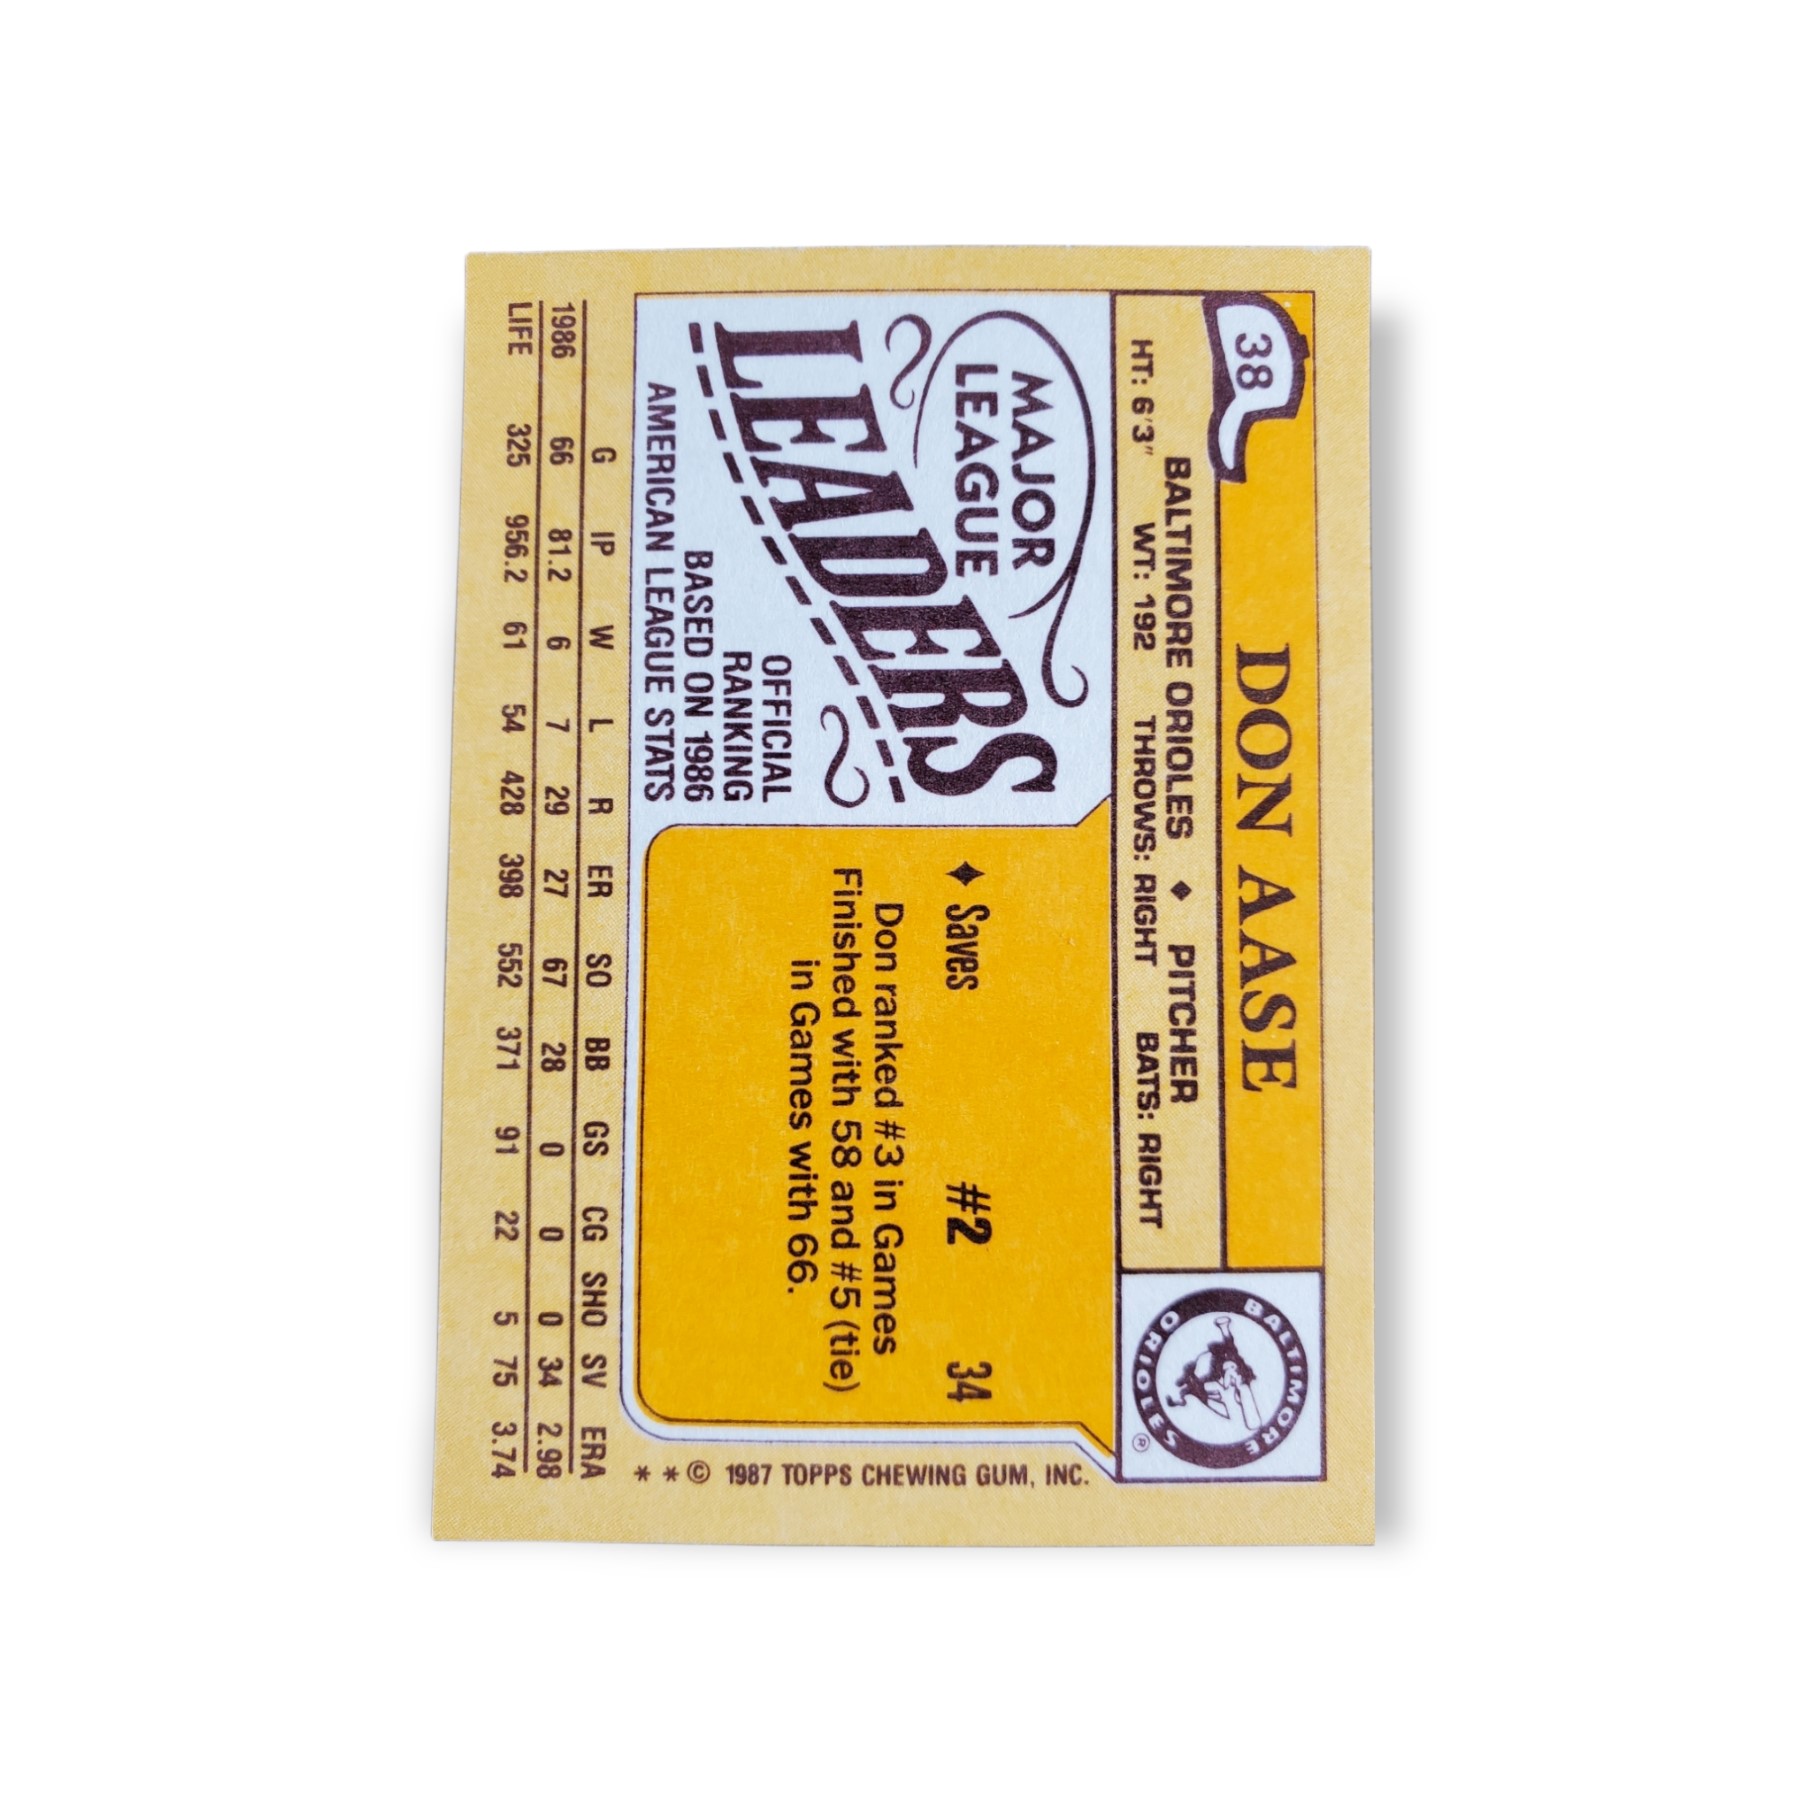 38
DON AASE
BALTIMORE ORIOLES ♦ PITCHER
HT: 6'3" WT: 192 THROWS: RIGHT BATS: RIGHT
BALTIMORE
ORIOLES
®
MAJOR
LEAGUE
LEADERS
OFFICIAL
RANKING
BASED ON 1986
AMERICAN LEAGUE STATS
♦ Saves #2 34
Don ranked #3 in Games
Finished with 58 and #5 (tie)
in Games with 66.
* * © 1987 TOPPS CHEWING GUM, INC.
G IP W L R ER SO BB GS CG SHO SV ERA
1986 66 81.2 6 7 29 27 67 28 0 0 0 34 2.98
LIFE 325 956.2 61 54 428 398 552 371 91 22 5 75 3.74